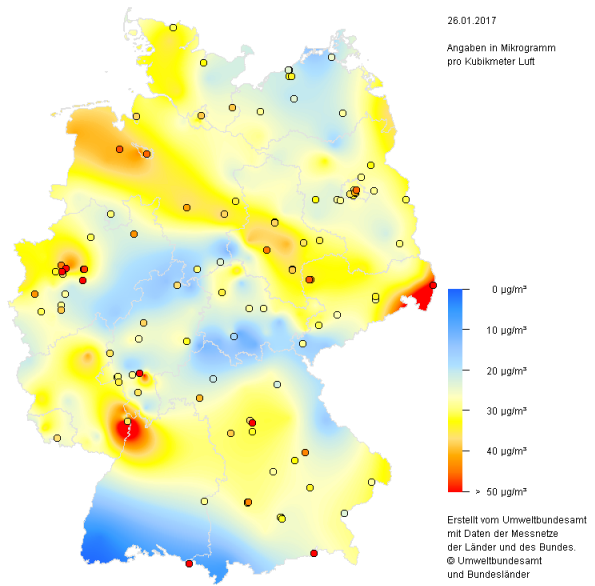 26.01.2017
Angaben in Mikrogramm
pro Kubikmeter Luft
0 µg/m³
10 µg/m³
20 µg/m³
30 µg/m³
40 µg/m³
> 50 µg/m³
Erstellt vom Umweltbundesamt
mit Daten der Messnetze
der Länder und des Bundes.
© Umweltbundesamt
und Bundesländer